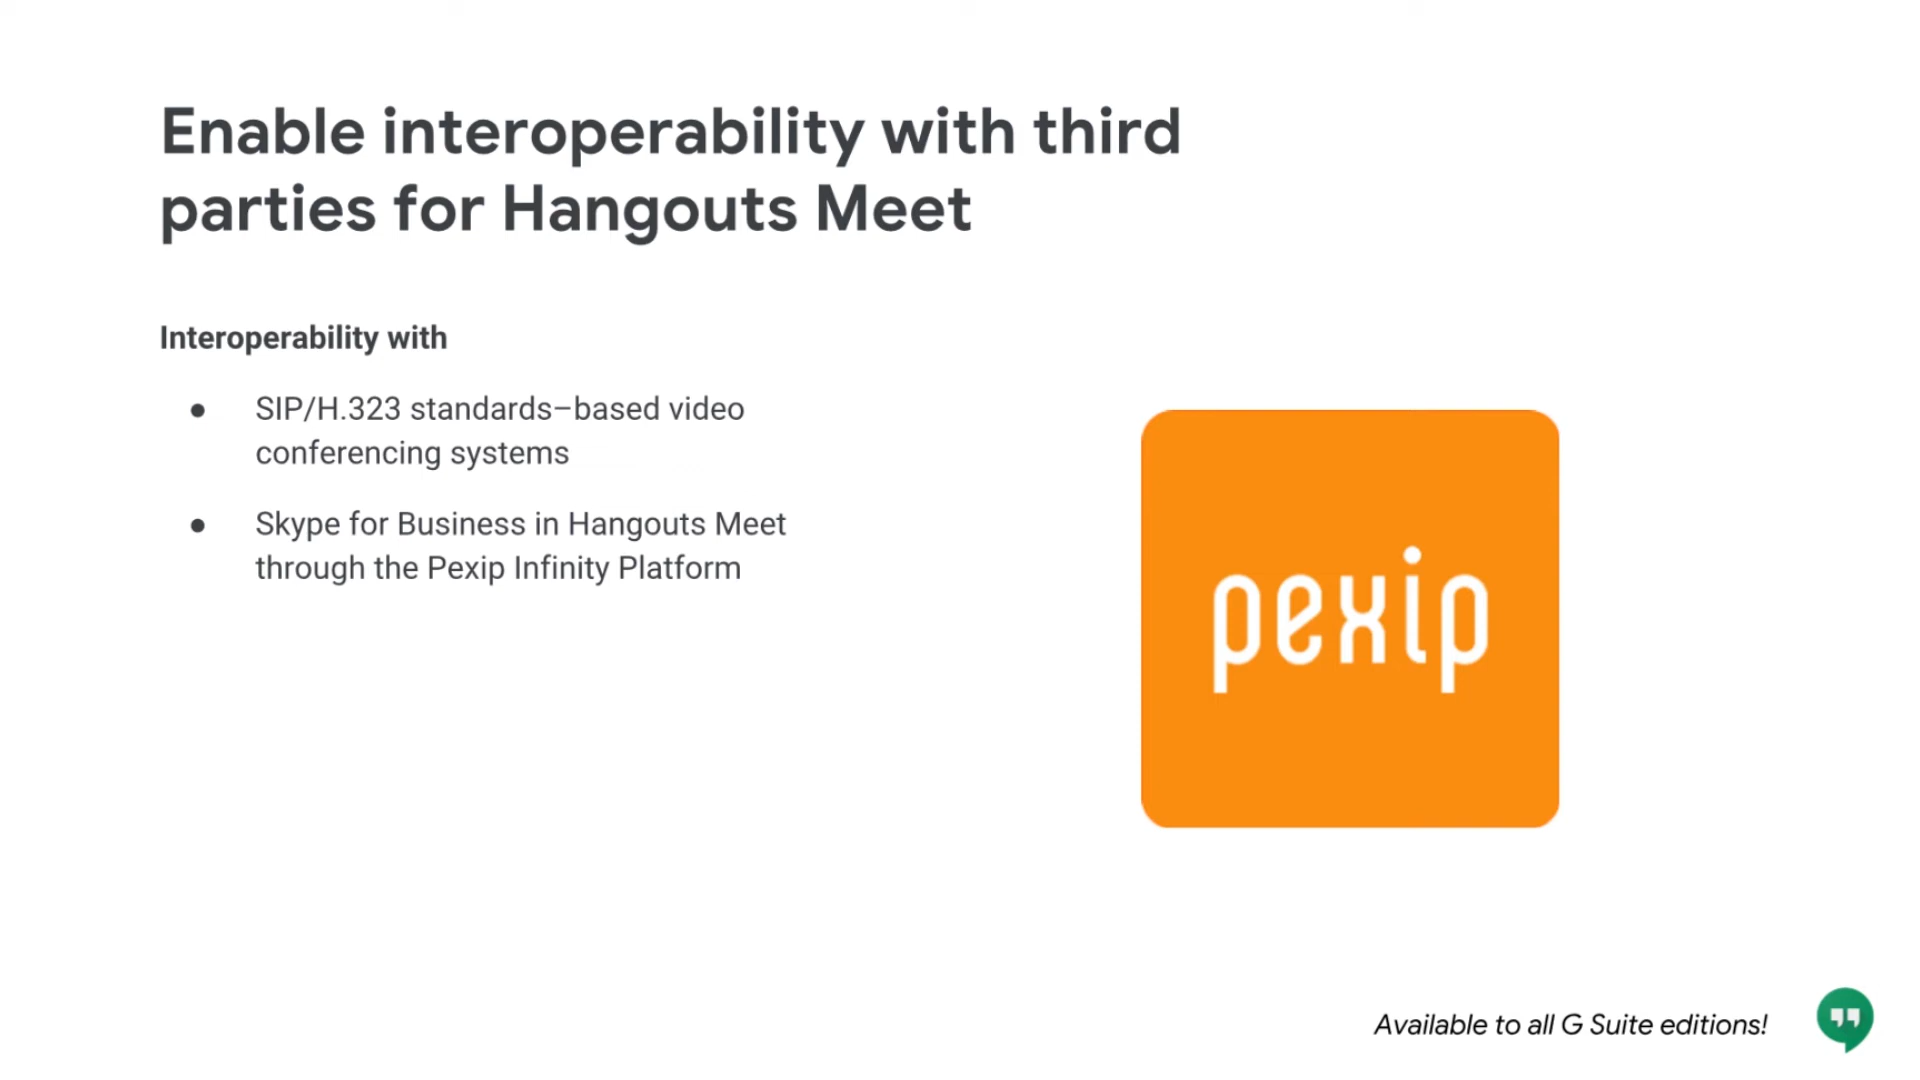 Enable interoperability with third
parties for Hangouts Meet
Interoperability with
● SIP/H.323 standards–based video
conferencing systems
● Skype for Business in Hangouts Meet
through the Pexip Infinity Platform
pexip
Available to all G Suite editions!